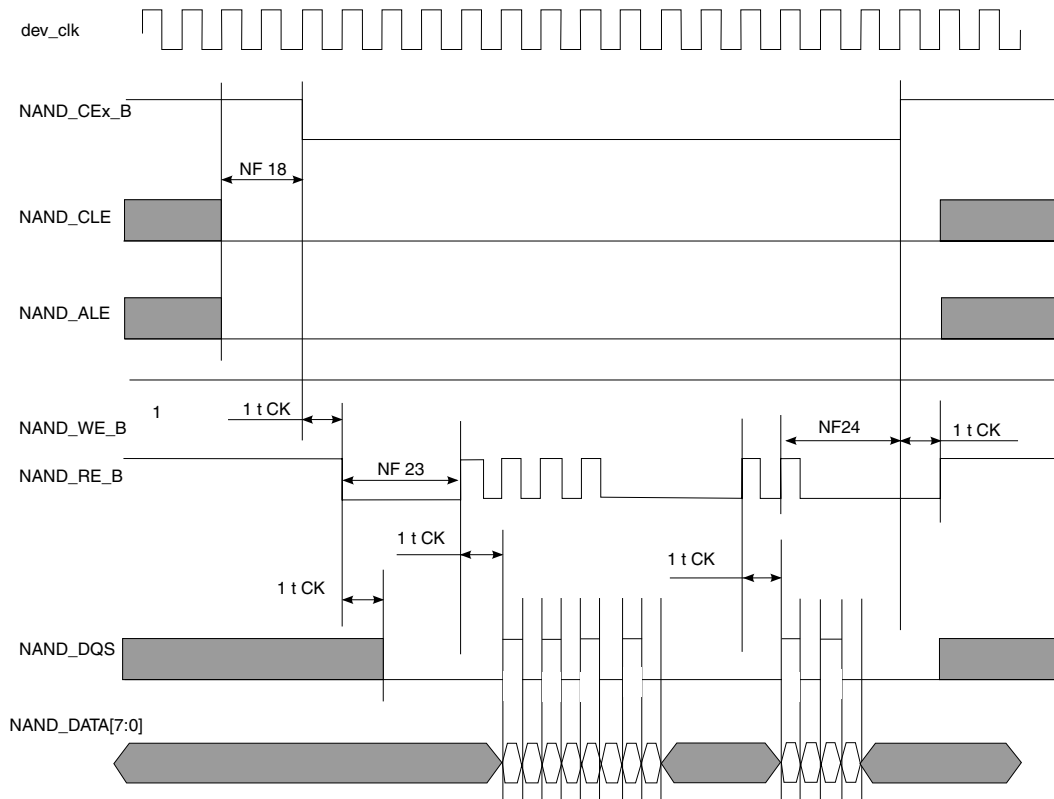 dev_clk
NAND_CEx_B
NF 18
NAND_CLE
NAND_ALE
1
1 t CK
NAND_WE_B
NF24
1 t CK
NAND_RE_B
NF 23
1 t CK
1 t CK
1 t CK
NAND_DQS
NAND_DATA[7:0]